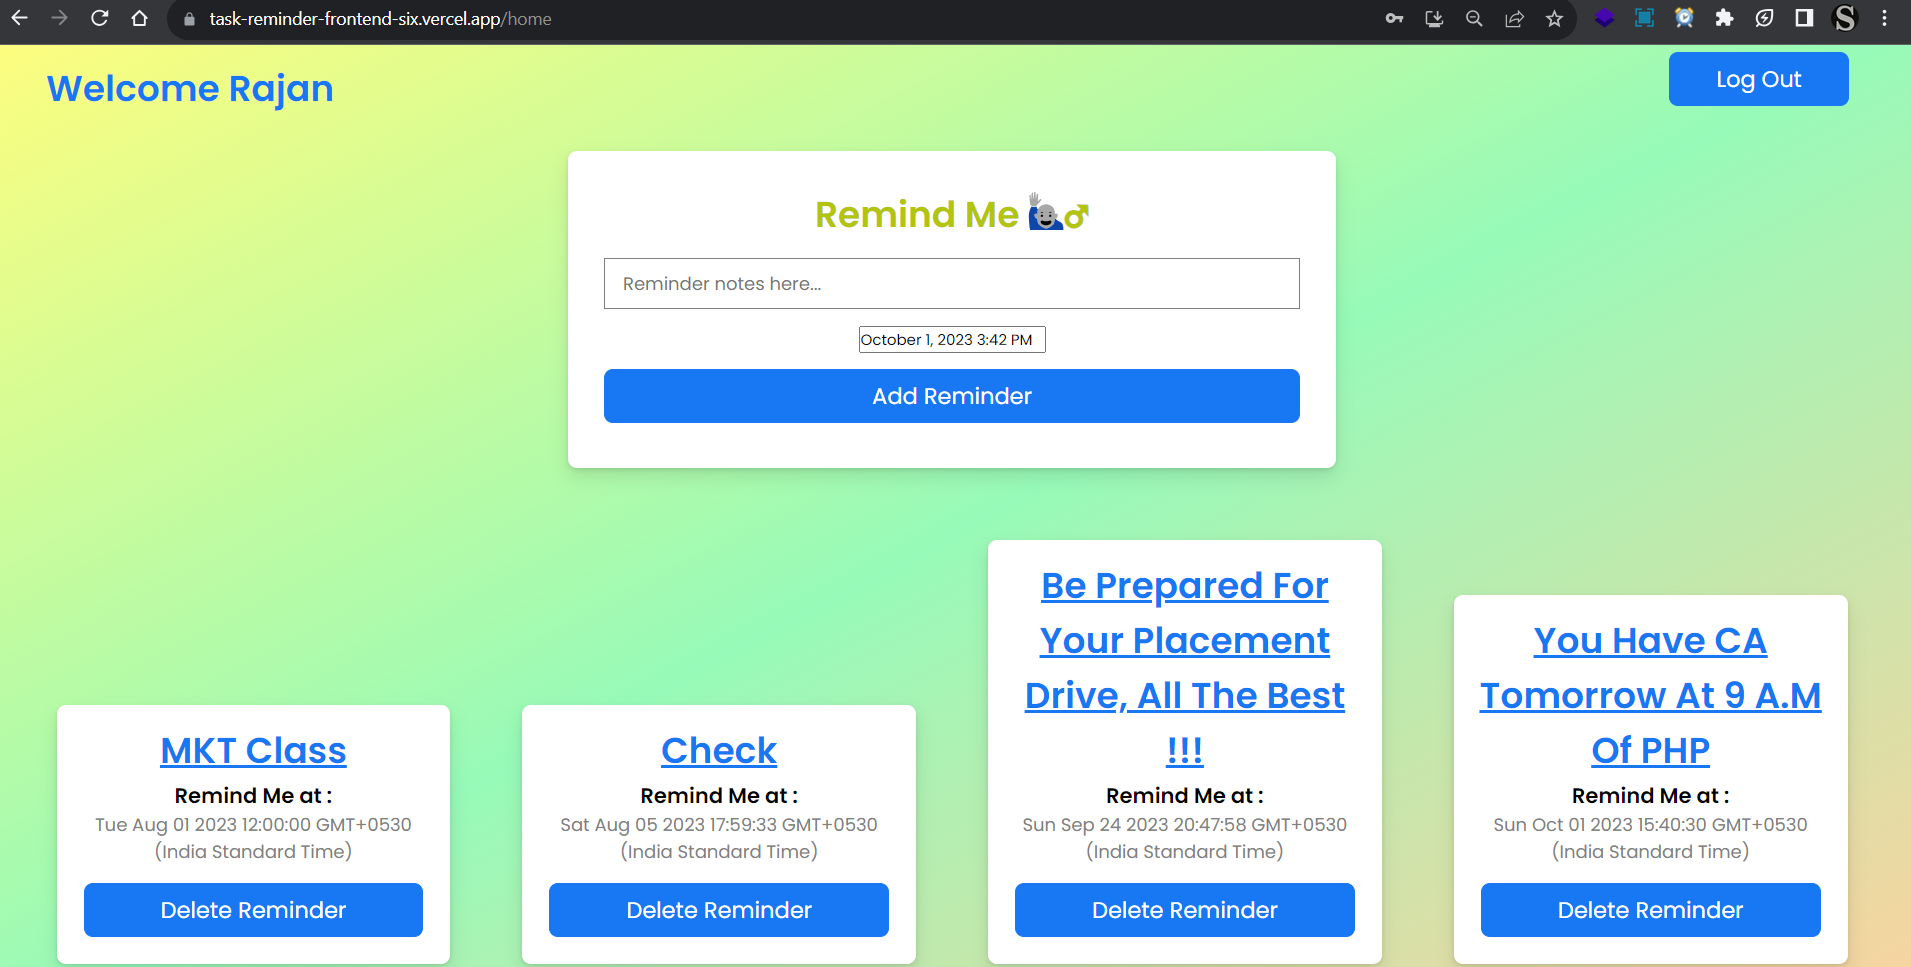 task-reminder-frontend-six.vercel.app/home
S
Welcome Rajan
Log Out
Remind Me 🙋🏻‍♂
Reminder notes here...
October 1, 2023 3:42 PM
Add Reminder
MKT Class
Remind Me at :
Tue Aug 01 2023 12:00:00 GMT+0530
(India Standard Time)
Delete Reminder
Check
Remind Me at :
Sat Aug 05 2023 17:59:33 GMT+0530
(India Standard Time)
Delete Reminder
Be Prepared For
Your Placement
Drive, All The Best
!!!
Remind Me at :
Sun Sep 24 2023 20:47:58 GMT+0530
(India Standard Time)
Delete Reminder
You Have CA
Tomorrow At 9 A.M
Of PHP
Remind Me at :
Sun Oct 01 2023 15:40:30 GMT+0530
(India Standard Time)
Delete Reminder